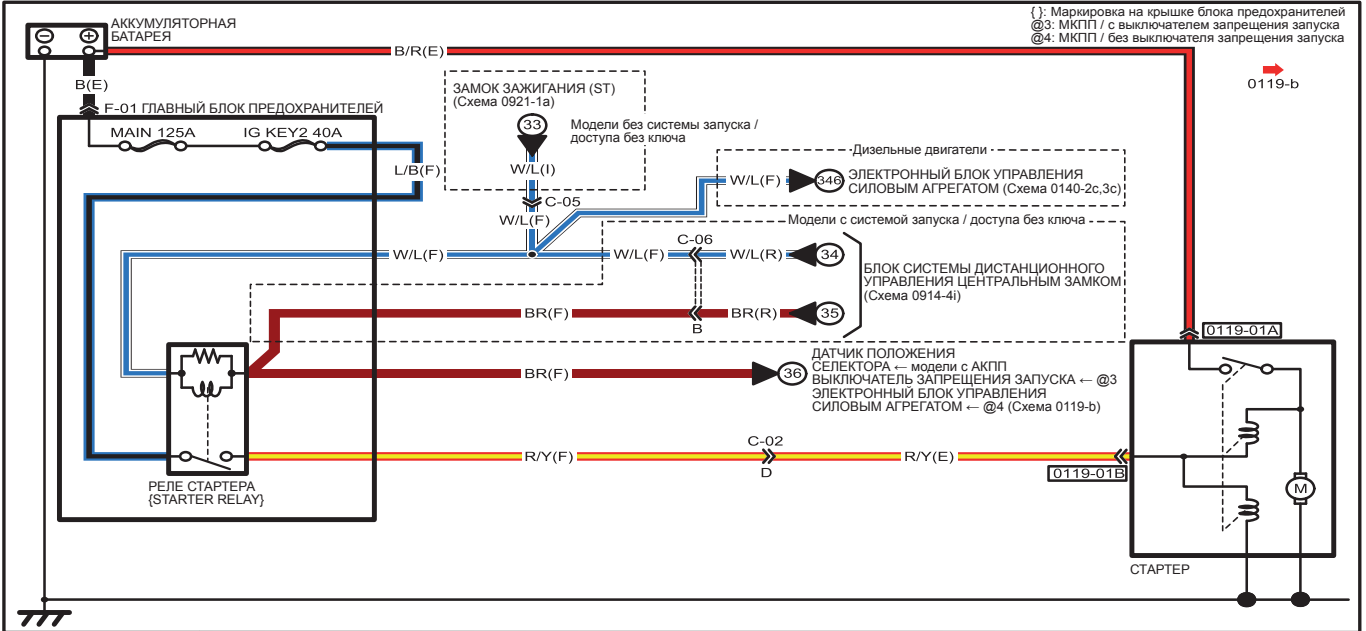 { }: Маркировка на крышке блока предохранителей
@3: МКПП / с выключателем запрещения запуска
@4: МКПП / без выключателя запрещения запуска
0119-b
АККУМУЛЯТОРНАЯ
БАТАРЕЯ
B/R(E)
B(E)
F-01 ГЛАВНЫЙ БЛОК ПРЕДОХРАНИТЕЛЕЙ
MAIN 125A
IG KEY2 40A
L/B(F)
ЗАМОК ЗАЖИГАНИЯ (ST)
(Схема 0921-1a)
33
Модели без системы запуска /
доступа без ключа
W/L(I)
C-05
W/L(F)
Дизельные двигатели
W/L(F)
346
ЭЛЕКТРОННЫЙ БЛОК УПРАВЛЕНИЯ
СИЛОВЫМ АГРЕГАТОМ (Схема 0140-2c,3c)
Модели с системой запуска / доступа без ключа
C-06
W/L(F)
W/L(F)
W/L(R)
34
БЛОК СИСТЕМЫ ДИСТАНЦИОННОГО
УПРАВЛЕНИЯ ЦЕНТРАЛЬНЫМ ЗАМКОМ
(Схема 0914-4i)
BR(F)
B
BR(R)
35
0119-01A
BR(F)
36
ДАТЧИК ПОЛОЖЕНИЯ
СЕЛЕКТОРА ← модели с АКПП
ВЫКЛЮЧАТЕЛЬ ЗАПРЕЩЕНИЯ ЗАПУСКА ← @3
ЭЛЕКТРОННЫЙ БЛОК УПРАВЛЕНИЯ
СИЛОВЫМ АГРЕГАТОМ ← @4 (Схема 0119-b)
C-02
R/Y(F)
D
R/Y(E)
0119-01B
РЕЛЕ СТАРТЕРА
{STARTER RELAY}
M
СТАРТЕР